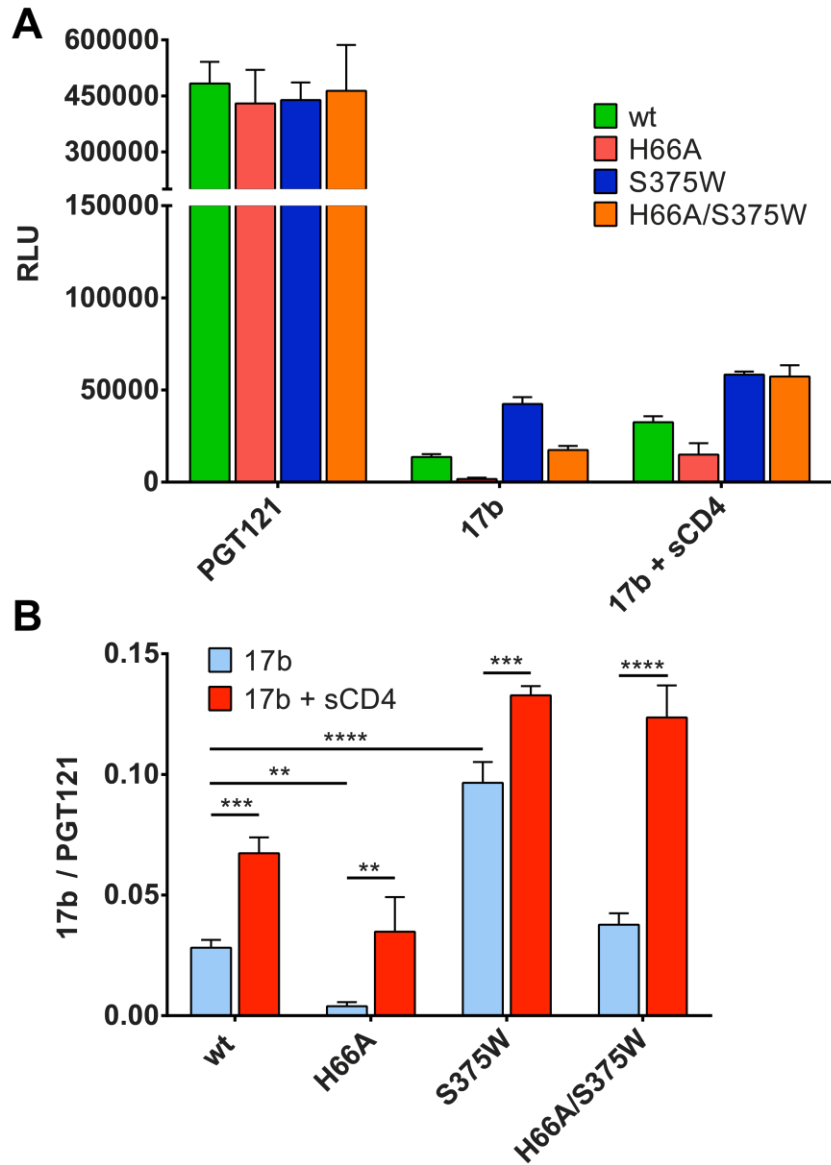 A
RLU
600000
450000
300000
150000
100000
50000
0
wt
H66A
S375W
H66A/S375W
PGT121
17b
17b + sCD4
B
17b / PGT121
0.15
0.10
0.05
0.00
17b
17b + sCD4
****
**
***
**
***
****
wt
H66A
S375W
H66A/S375W